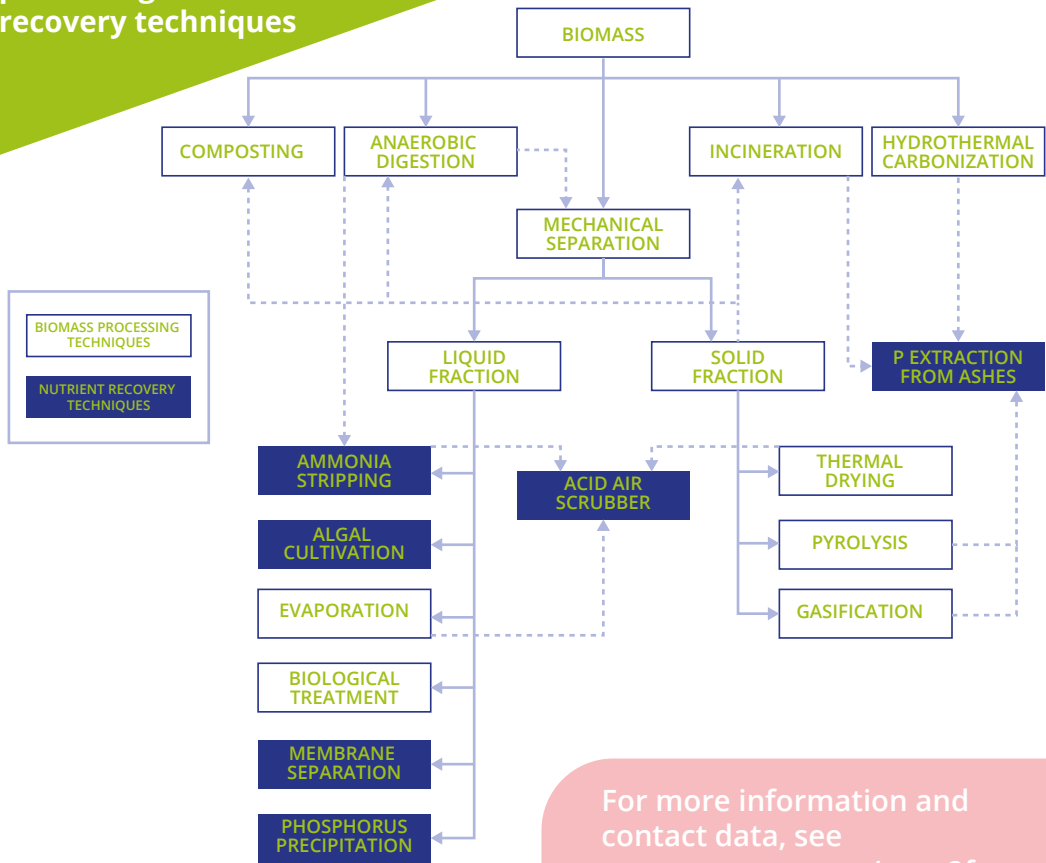 recovery techniques
BIOMASS
COMPOSTING
ANAEROBIC
DIGESTION
INCINERATION
HYDROTHERMAL
CARBONIZATION
MECHANICAL
SEPARATION
BIOMASS PROCESSING
TECHNIQUES
NUTRIENT RECOVERY
TECHNIQUES
LIQUID
FRACTION
SOLID
FRACTION
P EXTRACTION
FROM ASHES
AMMONIA
STRIPPING
ACID AIR
SCRUBBER
THERMAL
DRYING
ALGAL
CULTIVATION
PYROLYSIS
EVAPORATION
GASIFICATION
BIOLOGICAL
TREATMENT
MEMBRANE
SEPARATION
PHOSPHORUS
PRECIPITATION
For more information and
contact data, see